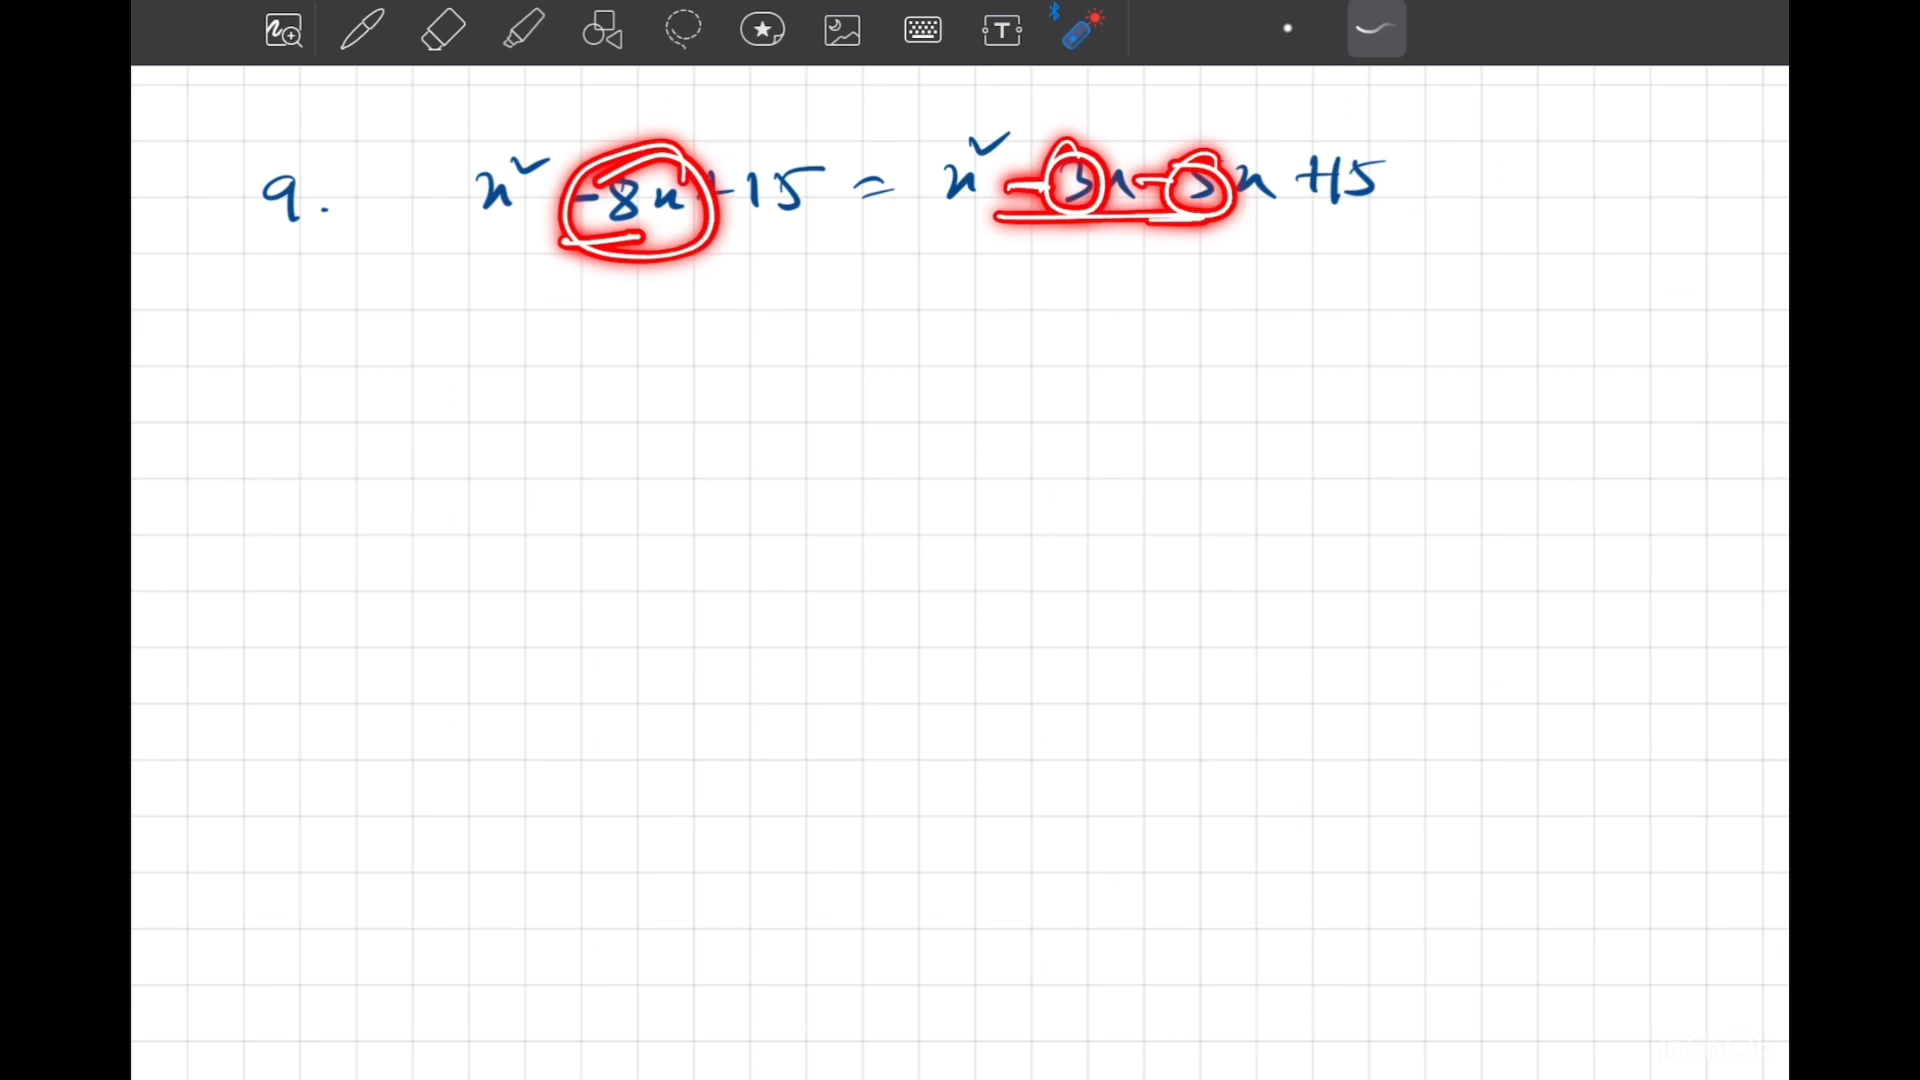 9. x² -8x +15 = x² -3x -5x +15